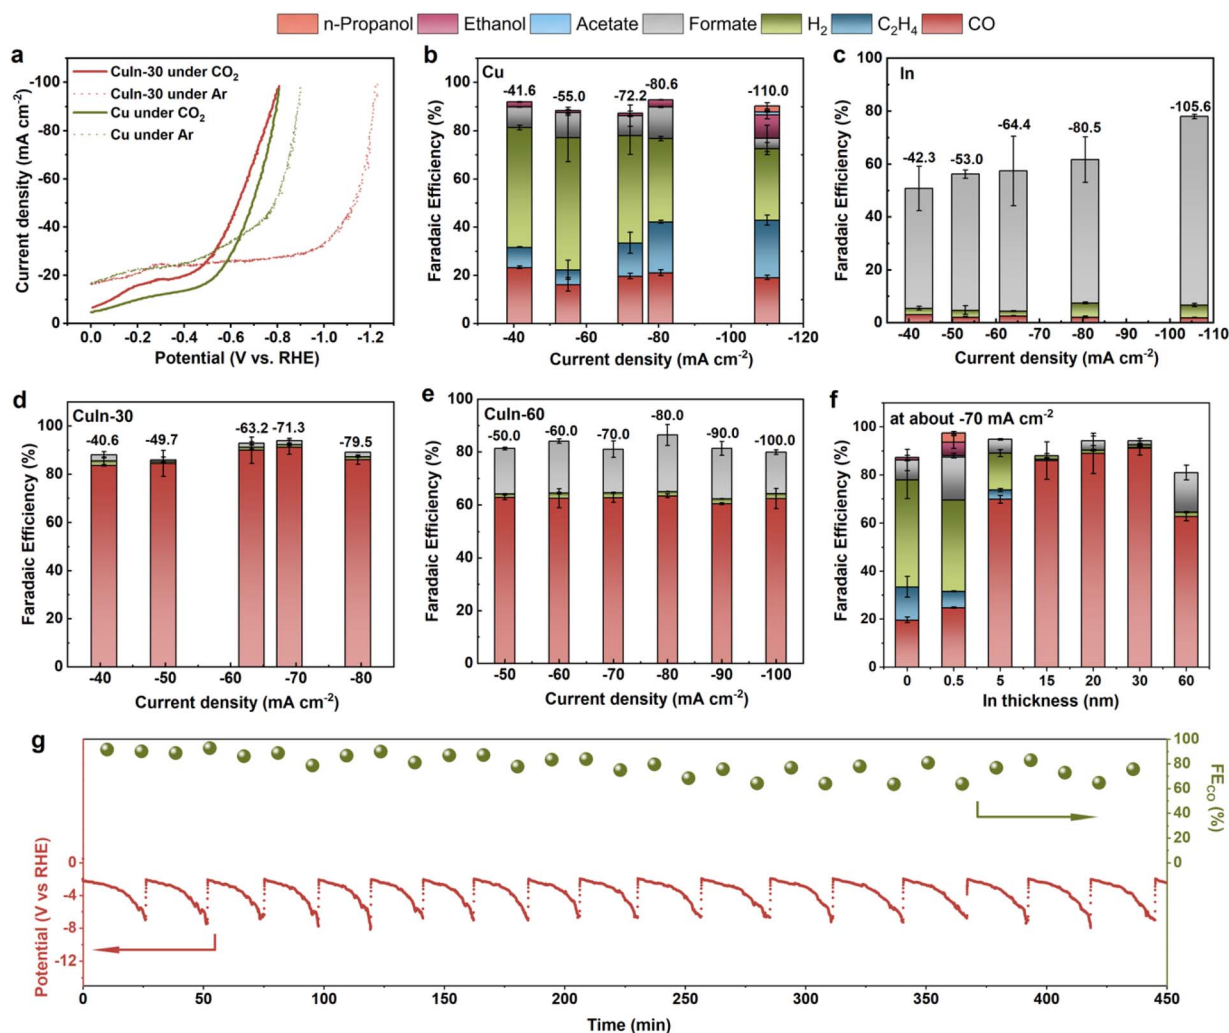 n-Propanol Ethanol Acetate Formate H₂ C₂H₄ CO
a
CuIn-30 under CO₂
CuIn-30 under Ar
Cu under CO₂
Cu under Ar
Current density (mA cm⁻²)
-100
-80
-60
-40
-20
0
0.0 -0.2 -0.4 -0.6 -0.8 -1.0 -1.2
Potential (V vs. RHE)
b
Cu
Faradaic Efficiency (%)
100
80
60
40
20
0
-41.6 -55.0 -72.2 -80.6 -110.0
-40 -60 -80 -100 -120
Current density (mA cm⁻²)
c
In
Faradaic Efficiency (%)
100
80
60
40
20
0
-42.3 -53.0 -64.4 -80.5 -105.6
-40 -50 -60 -70 -80 -90 -100 -110
Current density (mA cm⁻²)
d
CuIn-30
Faradaic Efficiency (%)
100
80
60
40
20
0
-40.6 -49.7 -63.2 -71.3 -79.5
-40 -50 -60 -70 -80
Current density (mA cm⁻²)
e
CuIn-60
Faradaic Efficiency (%)
100
80
60
40
20
0
-50.0 -60.0 -70.0 -80.0 -90.0 -100.0
-50 -60 -70 -80 -90 -100
Current density (mA cm⁻²)
f
at about -70 mA cm⁻²
Faradaic Efficiency (%)
100
80
60
40
20
0
0 0.5 5 15 20 30 60
In thickness (nm)
g
Potential (V vs RHE)
0
-4
-8
-12
FE_CO (%)
100
80
60
40
20
0
0 50 100 150 200 250 300 350 400 450
Time (min)